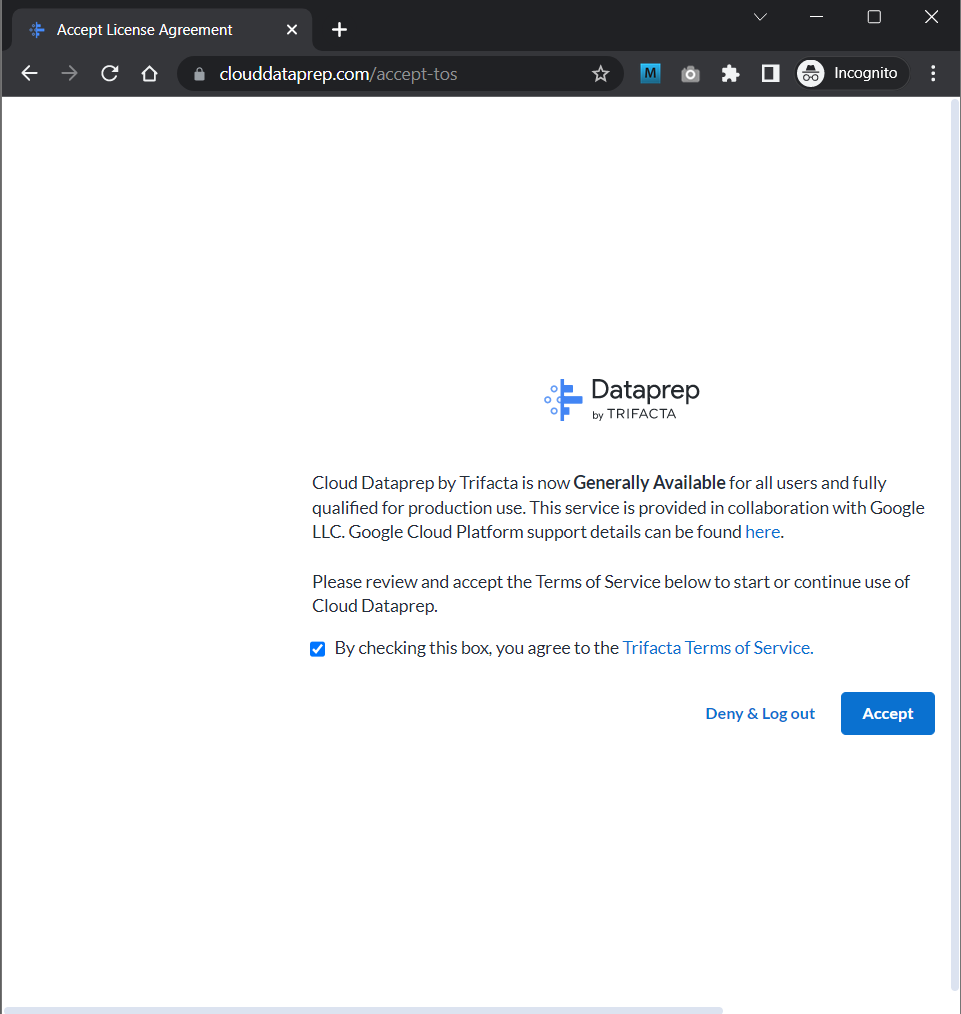 Accept License Agreement
clouddataprep.com/accept-tos
M
Incognito
Dataprep
by TRIFACTA
Cloud Dataprep by Trifacta is now Generally Available for all users and fully
qualified for production use. This service is provided in collaboration with Google
LLC. Google Cloud Platform support details can be found here.
Please review and accept the Terms of Service below to start or continue use of
Cloud Dataprep.
By checking this box, you agree to the Trifacta Terms of Service.
Deny & Log out
Accept